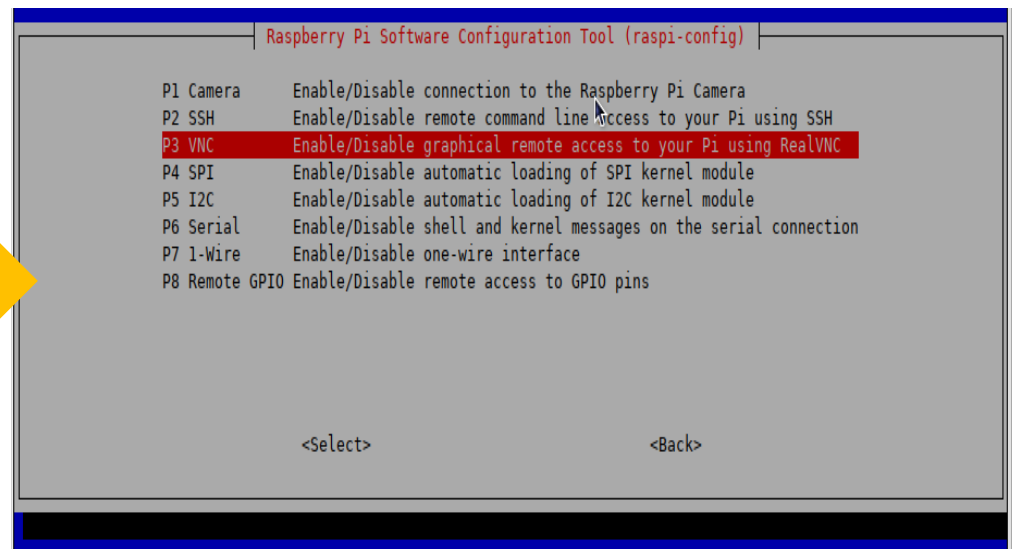 Raspberry Pi Software Configuration Tool (raspi-config)
P1 Camera Enable/Disable connection to the Raspberry Pi Camera
P2 SSH Enable/Disable remote command line access to your Pi using SSH
P3 VNC Enable/Disable graphical remote access to your Pi using RealVNC
P4 SPI Enable/Disable automatic loading of SPI kernel module
P5 I2C Enable/Disable automatic loading of I2C kernel module
P6 Serial Enable/Disable shell and kernel messages on the serial connection
P7 1-Wire Enable/Disable one-wire interface
P8 Remote GPIO Enable/Disable remote access to GPIO pins
<Select> <Back>